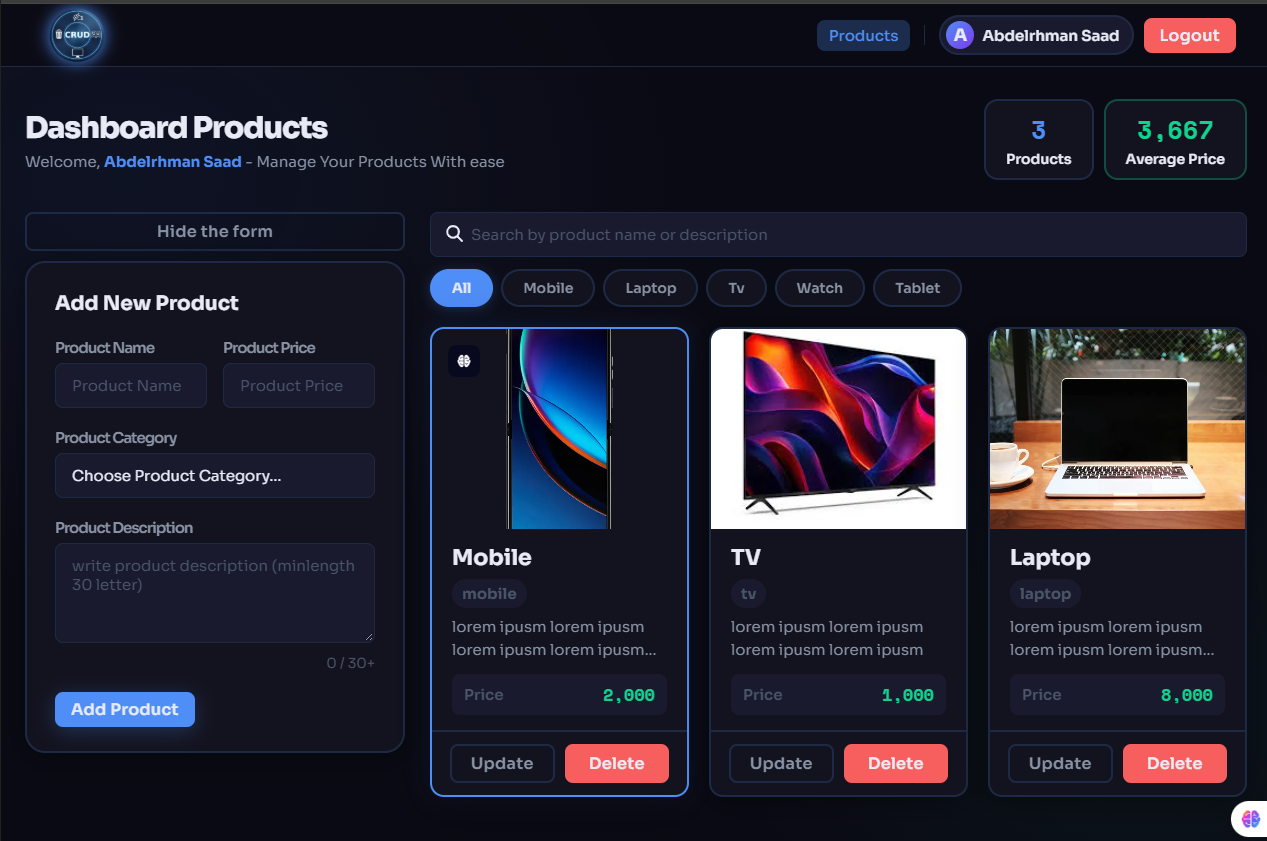 CRUD
Products
A Abdelrhman Saad
Logout
Dashboard Products
Welcome, Abdelrhman Saad - Manage Your Products With ease
3
Products
3,667
Average Price
Hide the form
Search by product name or description
All
Mobile
Laptop
Tv
Watch
Tablet
Add New Product
Product Name
Product Price
Product Name
Product Price
Product Category
Choose Product Category...
Product Description
write product description (minlength
30 letter)
0 / 30+
Add Product
Mobile
mobile
lorem ipusm lorem ipusm
lorem ipusm lorem ipusm...
Price
2,000
Update
Delete
TV
tv
lorem ipusm lorem ipusm
lorem ipusm lorem ipusm
Price
1,000
Update
Delete
Laptop
laptop
lorem ipusm lorem ipusm
lorem ipusm lorem ipusm...
Price
8,000
Update
Delete